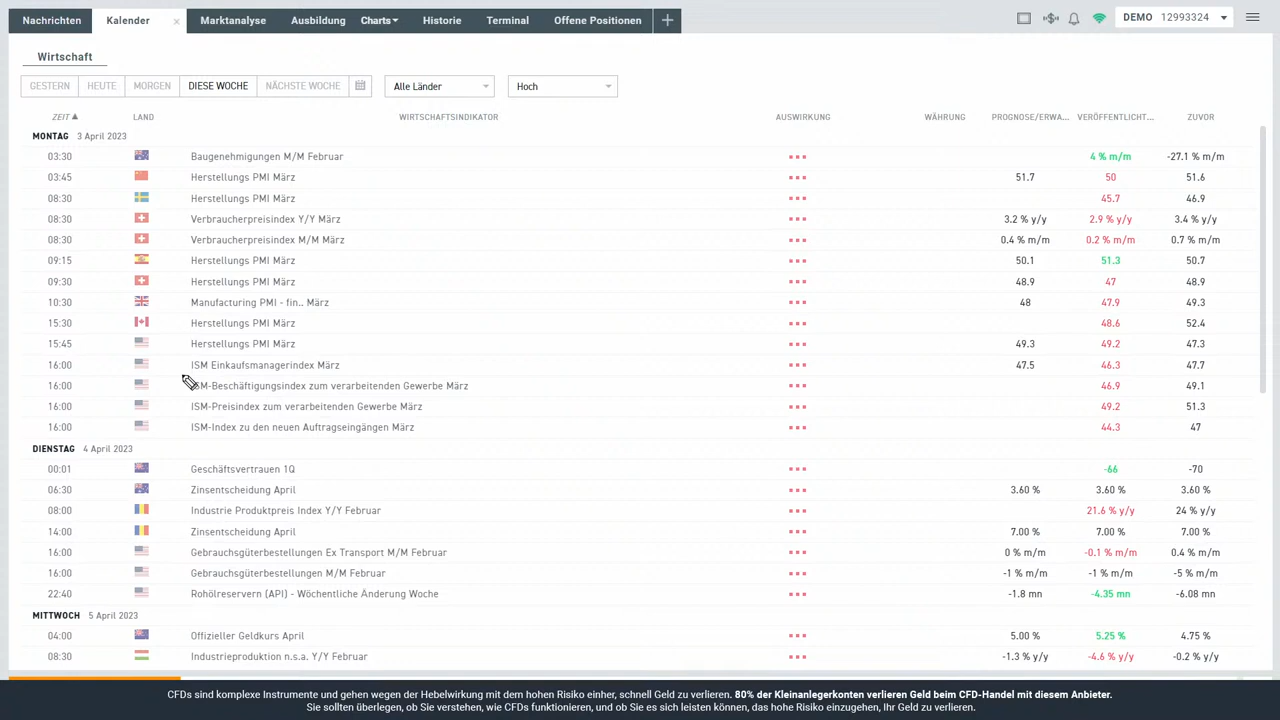 Nachrichten Kalender × Marktanalyse Ausbildung Charts Historie Terminal Offene Positionen + DEMO 12993324
Wirtschaft
GESTERN HEUTE MORGEN DIESE WOCHE NÄCHSTE WOCHE Alle Länder Hoch
ZEIT LAND WIRTSCHAFTSINDIKATOR AUSWIRKUNG WÄHRUNG PROGNOSE/ERWA... VERÖFFENTLICHT... ZUVOR
MONTAG 3 April 2023
03:30 Baugenehmigungen M/M Februar 4 % m/m -27.1 % m/m
03:45 Herstellungs PMI März 51.7 50 51.6
08:30 Herstellungs PMI März 45.7 46.9
08:30 Verbraucherpreisindex Y/Y März 3.2 % y/y 2.9 % y/y 3.4 % y/y
08:30 Verbraucherpreisindex M/M März 0.4 % m/m 0.2 % m/m 0.7 % m/m
09:15 Herstellungs PMI März 50.1 51.3 50.7
09:30 Herstellungs PMI März 48.9 47 48.9
10:30 Manufacturing PMI - fin.. März 48 47.9 49.3
15:30 Herstellungs PMI März 48.6 52.4
15:45 Herstellungs PMI März 49.3 49.2 47.3
16:00 ISM Einkaufsmanagerindex März 47.5 46.3 47.7
16:00 ISM-Beschäftigungsindex zum verarbeitenden Gewerbe März 46.9 49.1
16:00 ISM-Preisindex zum verarbeitenden Gewerbe März 49.2 51.3
16:00 ISM-Index zu den neuen Auftragseingängen März 44.3 47
DIENSTAG 4 April 2023
00:01 Geschäftsvertrauen 1Q -66 -70
06:30 Zinsentscheidung April 3.60 % 3.60 % 3.60 %
08:00 Industrie Produktpreis Index Y/Y Februar 21.6 % y/y 24 % y/y
14:00 Zinsentscheidung April 7.00 % 7.00 % 7.00 %
16:00 Gebrauchsgüterbestellungen Ex Transport M/M Februar 0 % m/m -0.1 % m/m 0.4 % m/m
16:00 Gebrauchsgüterbestellungen M/M Februar -1 % m/m -1 % m/m -5 % m/m
22:40 Rohölreservern (API) - Wöchentliche Änderung Woche -1.8 mn -4.35 mn -6.08 mn
MITTWOCH 5 April 2023
04:00 Offizieller Geldkurs April 5.00 % 5.25 % 4.75 %
08:30 Industrieproduktion n.s.a. Y/Y Februar -1.3 % y/y -4.6 % y/y -0.2 % y/y
CFDs sind komplexe Instrumente und gehen wegen der Hebelwirkung mit dem hohen Risiko einher, schnell Geld zu verlieren. 80% der Kleinanlegerkonten verlieren Geld beim CFD-Handel mit diesem Anbieter.
Sie sollten überlegen, ob Sie verstehen, wie CFDs funktionieren, und ob Sie es sich leisten können, das hohe Risiko einzugehen, Ihr Geld zu verlieren.